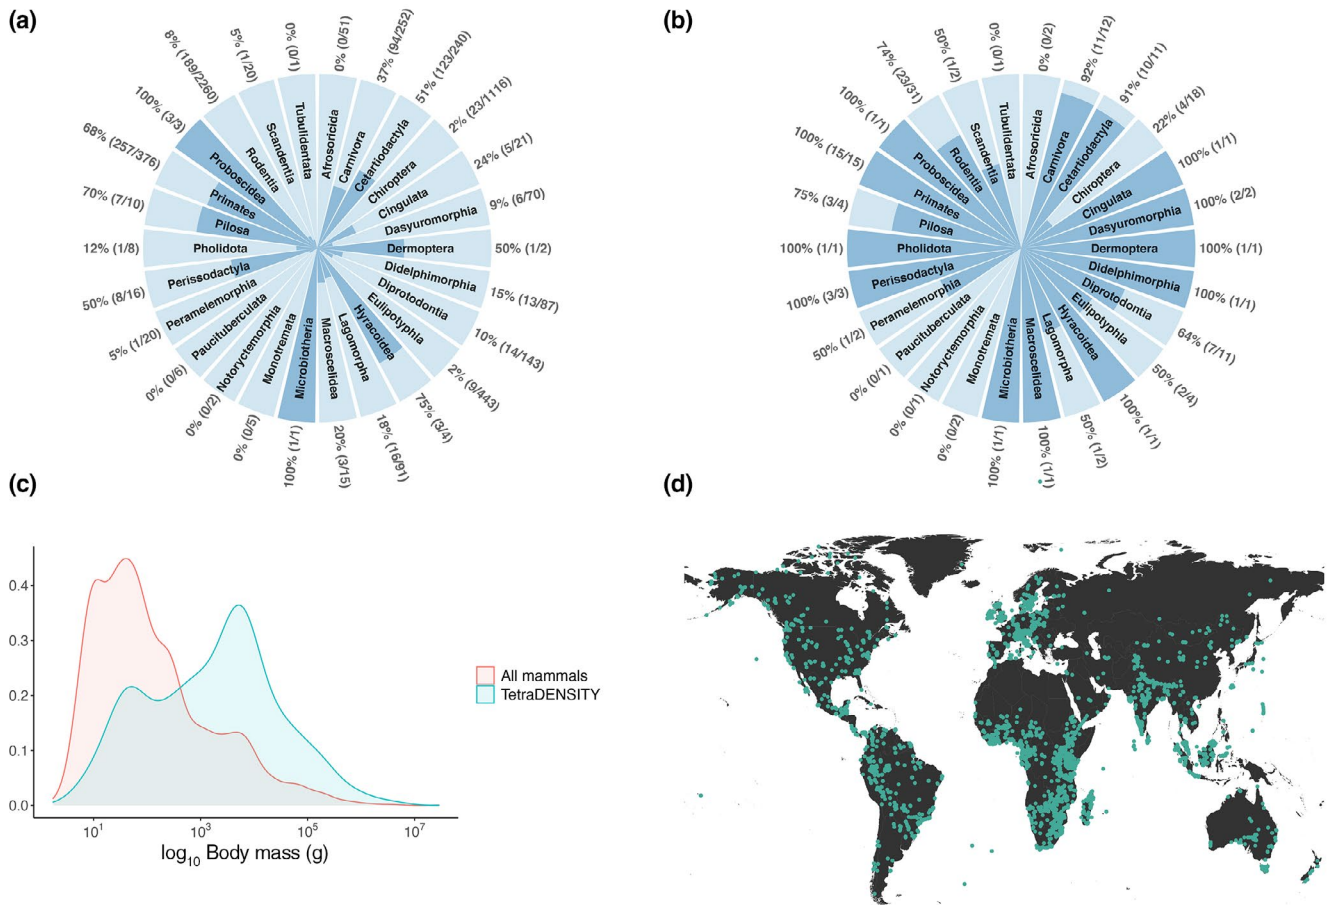 (a)
0% (0/51)
37% (94/252)
51% (123/240)
2% (23/1116)
24% (5/21)
9% (6/70)
50% (1/2)
15% (13/87)
10% (14/143)
2% (9/443)
75% (3/4)
18% (16/91)
20% (3/15)
100% (1/1)
0% (0/5)
0% (0/2)
0% (0/6)
5% (1/20)
50% (8/16)
12% (1/8)
70% (7/10)
68% (257/376)
100% (3/3)
8% (189/2260)
5% (1/20)
0% (0/1)
Afrosoricida
Carnivora
Cetartiodactyla
Chiroptera
Cingulata
Dasyuromorphia
Dermoptera
Didelphimorphia
Diprotodontia
Eulipotyphla
Hyracoidea
Lagomorpha
Macroscelidea
Microbiotheria
Monotremata
Notoryctemorphia
Paucituberculata
Peramelemorphia
Perissodactyla
Pholidota
Pilosa
Primates
Proboscidea
Rodentia
Scandentia
Tubulidentata
(b)
0% (0/2)
92% (11/12)
91% (10/11)
22% (4/18)
100% (1/1)
100% (2/2)
100% (1/1)
100% (1/1)
64% (7/11)
50% (2/4)
100% (1/1)
50% (1/2)
100% (1/1)
100% (1/1)
0% (0/2)
0% (0/1)
0% (0/1)
50% (1/2)
100% (3/3)
100% (1/1)
75% (3/4)
100% (15/15)
100% (1/1)
74% (23/31)
50% (1/2)
0% (0/1)
Afrosoricida
Carnivora
Cetartiodactyla
Chiroptera
Cingulata
Dasyuromorphia
Dermoptera
Didelphimorphia
Diprotodontia
Eulipotyphla
Hyracoidea
Lagomorpha
Macroscelidea
Microbiotheria
Monotremata
Notoryctemorphia
Paucituberculata
Peramelemorphia
Perissodactyla
Pholidota
Pilosa
Primates
Proboscidea
Rodentia
Scandentia
Tubulidentata
(c)
0.4
0.3
0.2
0.1
0.0
10¹ 10³ 10⁵ 10⁷
log₁₀ Body mass (g)
All mammals
TetraDENSITY
(d)